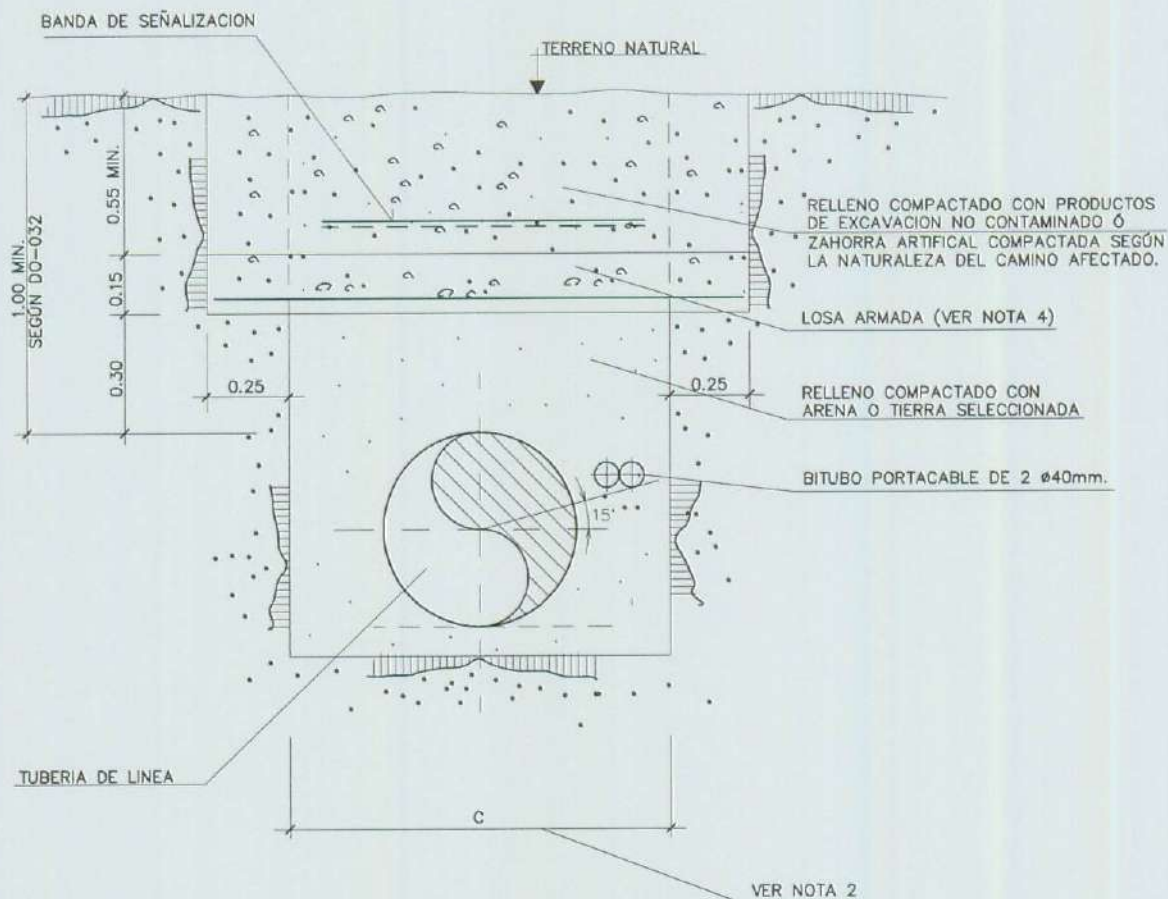 BANDA DE SEÑALIZACION
TERRENO NATURAL
1.00 MIN.
SEGÚN DO-032
0.55 MIN.
0.15
0.30
0.25
0.25
RELLENO COMPACTADO CON PRODUCTOS
DE EXCAVACION NO CONTAMINADO Ó
ZAHORRA ARTIFICAL COMPACTADA SEGÚN
LA NATURALEZA DEL CAMINO AFECTADO.
LOSA ARMADA (VER NOTA 4)
RELLENO COMPACTADO CON
ARENA O TIERRA SELECCIONADA
BITUBO PORTACABLE DE 2 ø40mm.
15'
TUBERIA DE LINEA
C
VER NOTA 2